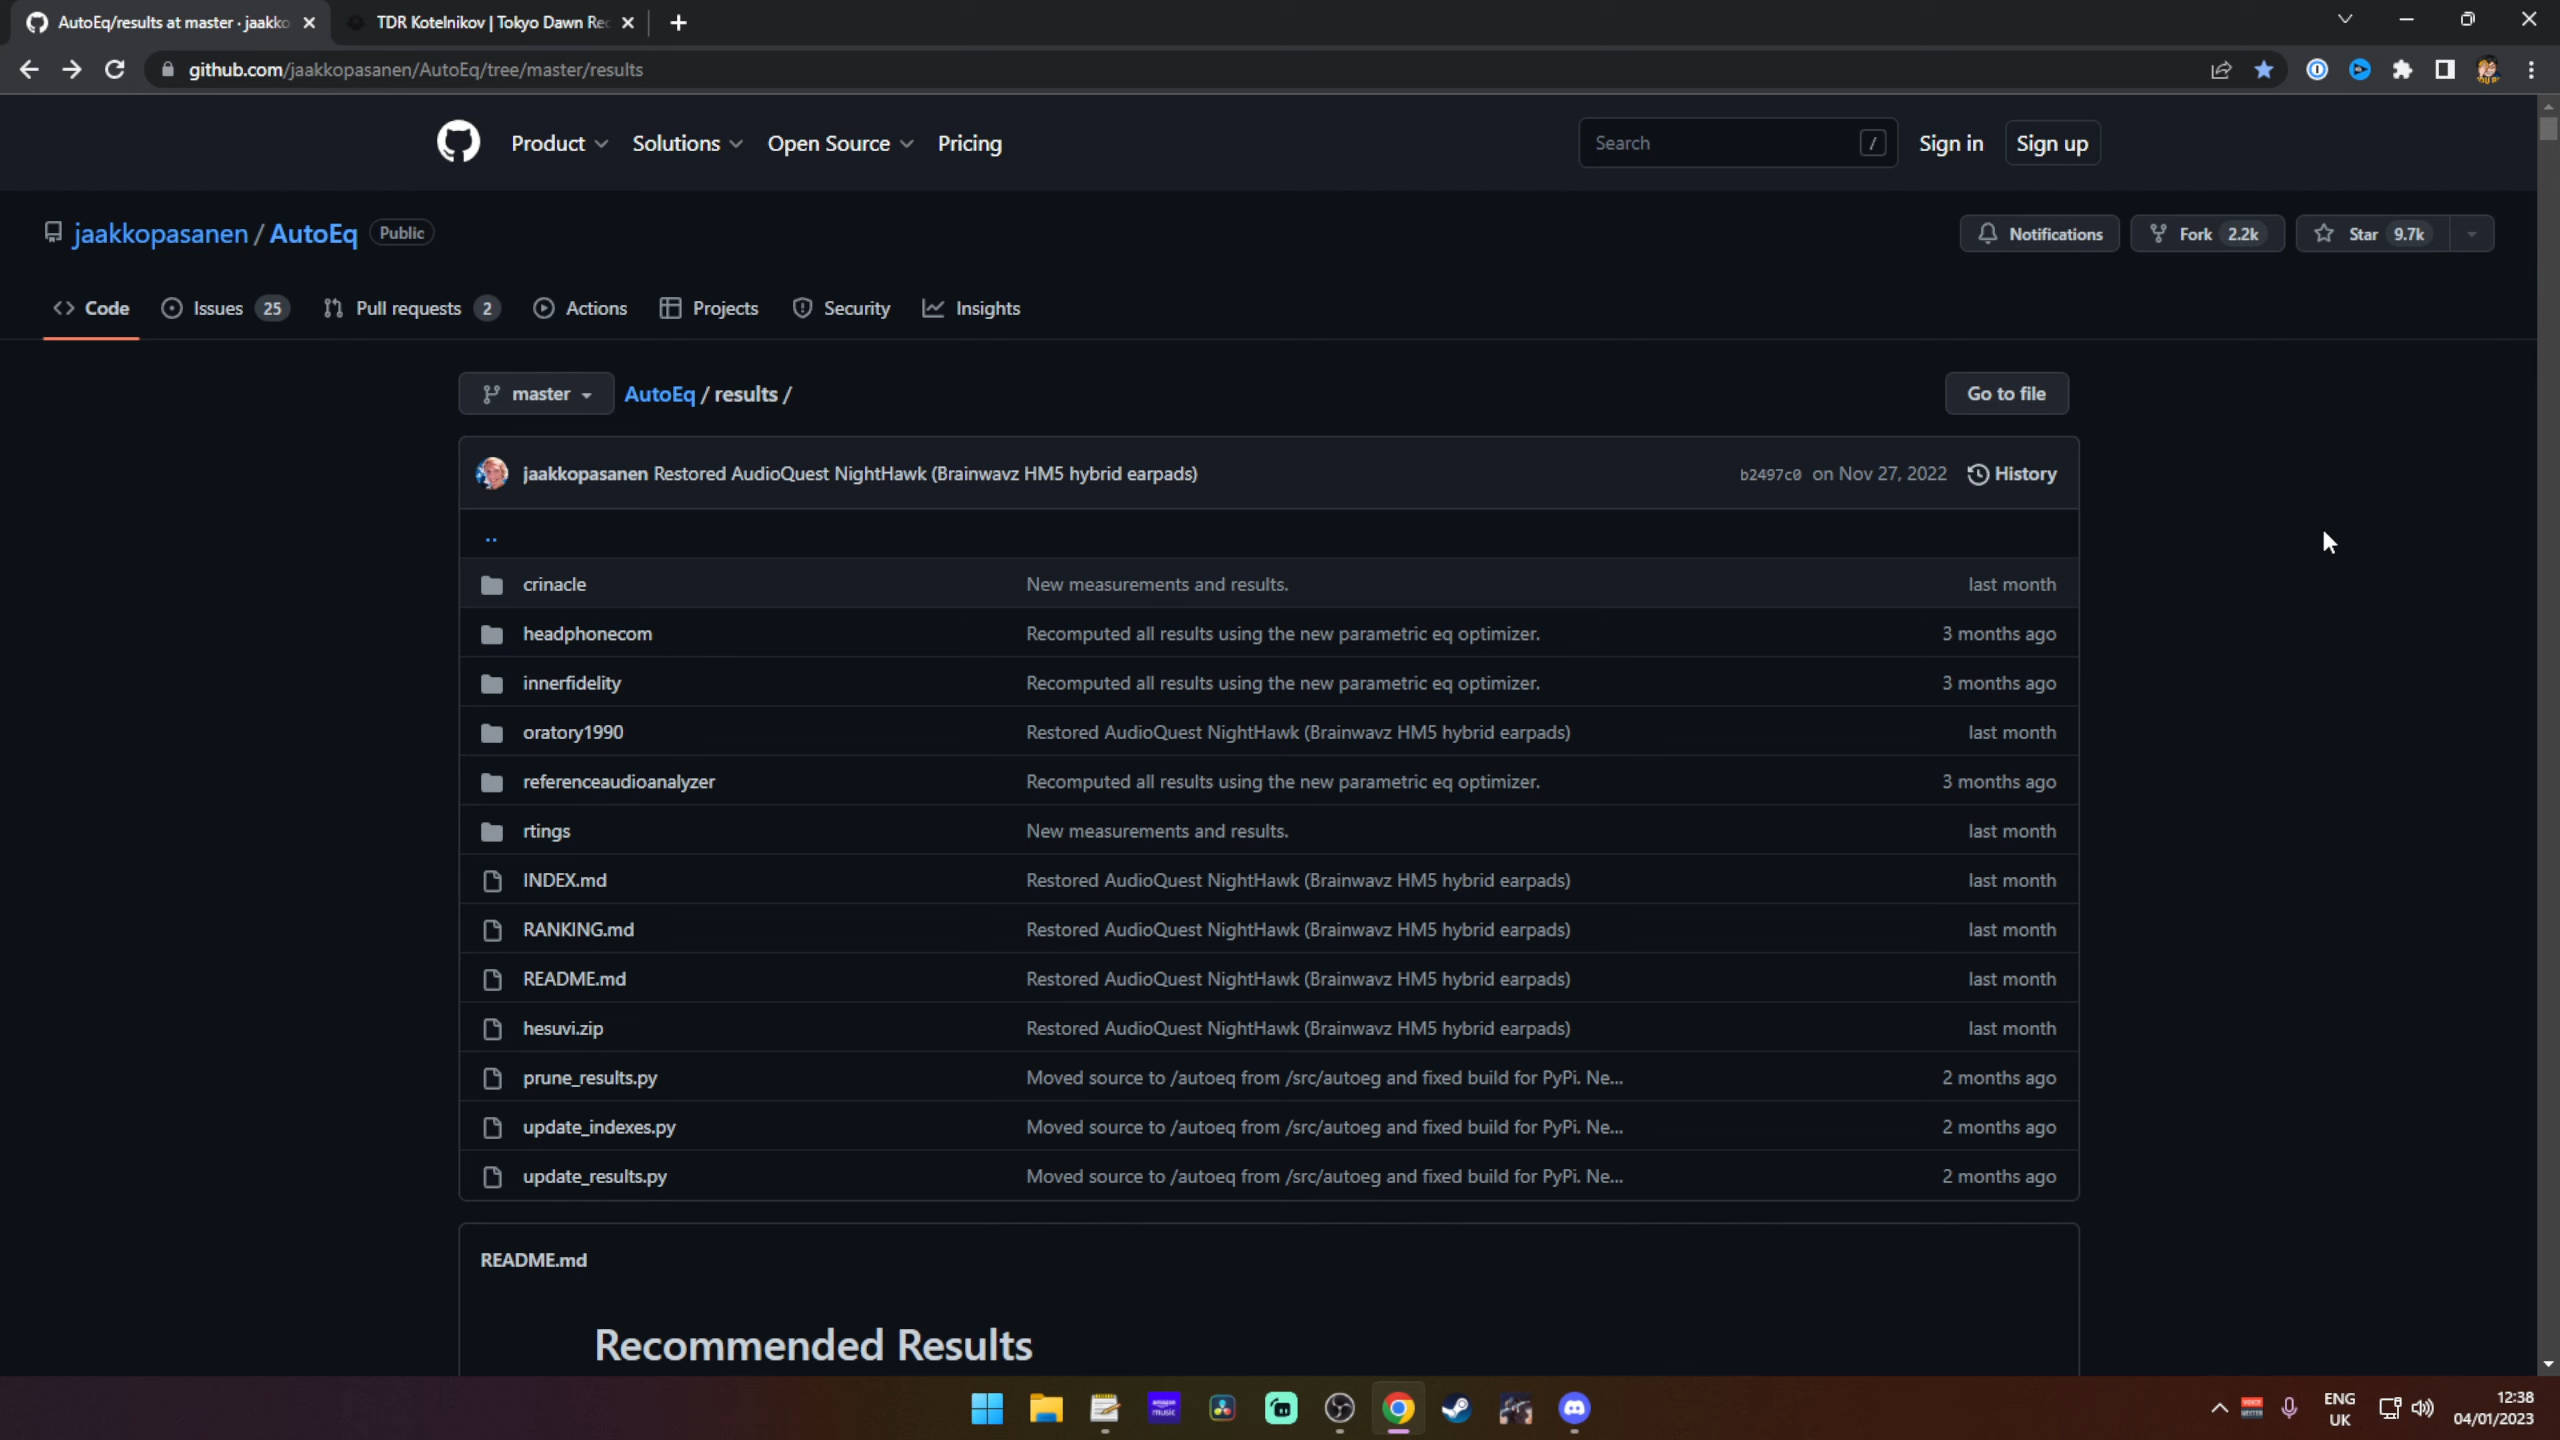 AutoEq/results at master · jaakko
TDR Kotelnikov | Tokyo Dawn Rec
github.com/jaakkopasanen/AutoEq/tree/master/results
Product Solutions Open Source Pricing
Search /
Sign in
Sign up
jaakkopasanen / AutoEq Public
Notifications
Fork 2.2k
Star 9.7k
Code Issues 25 Pull requests 2 Actions Projects Security Insights
master
AutoEq / results /
Go to file
jaakkopasanen Restored AudioQuest NightHawk (Brainwavz HM5 hybrid earpads) b2497c0 on Nov 27, 2022 History
..
crinacle New measurements and results. last month
headphonecom Recomputed all results using the new parametric eq optimizer. 3 months ago
innerfidelity Recomputed all results using the new parametric eq optimizer. 3 months ago
oratory1990 Restored AudioQuest NightHawk (Brainwavz HM5 hybrid earpads) last month
referenceaudioanalyzer Recomputed all results using the new parametric eq optimizer. 3 months ago
rtings New measurements and results. last month
INDEX.md Restored AudioQuest NightHawk (Brainwavz HM5 hybrid earpads) last month
RANKING.md Restored AudioQuest NightHawk (Brainwavz HM5 hybrid earpads) last month
README.md Restored AudioQuest NightHawk (Brainwavz HM5 hybrid earpads) last month
hesuvi.zip Restored AudioQuest NightHawk (Brainwavz HM5 hybrid earpads) last month
prune_results.py Moved source to /autoeq from /src/autoeg and fixed build for PyPi. Ne... 2 months ago
update_indexes.py Moved source to /autoeq from /src/autoeg and fixed build for PyPi. Ne... 2 months ago
update_results.py Moved source to /autoeq from /src/autoeg and fixed build for PyPi. Ne... 2 months ago
README.md
Recommended Results
amazon music
ENG
UK
12:38
04/01/2023